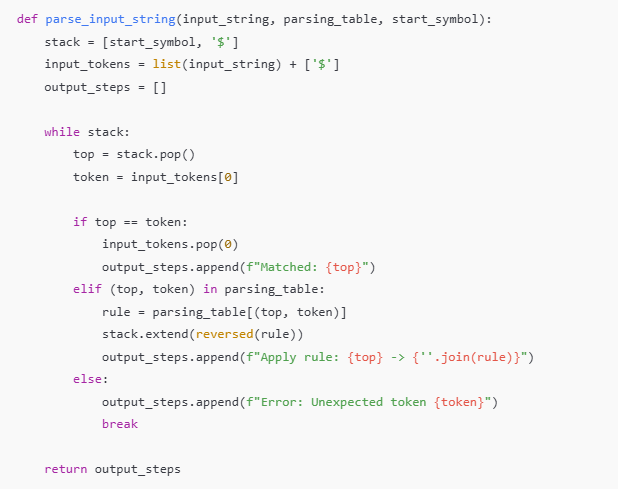 def parse_input_string(input_string, parsing_table, start_symbol):
    stack = [start_symbol, '$']
    input_tokens = list(input_string) + ['$']
    output_steps = []

    while stack:
        top = stack.pop()
        token = input_tokens[0]

        if top == token:
            input_tokens.pop(0)
            output_steps.append(f"Matched: {top}")
        elif (top, token) in parsing_table:
            rule = parsing_table[(top, token)]
            stack.extend(reversed(rule))
            output_steps.append(f"Apply rule: {top} -> {''.join(rule)}")
        else:
            output_steps.append(f"Error: Unexpected token {token}")
            break

    return output_steps